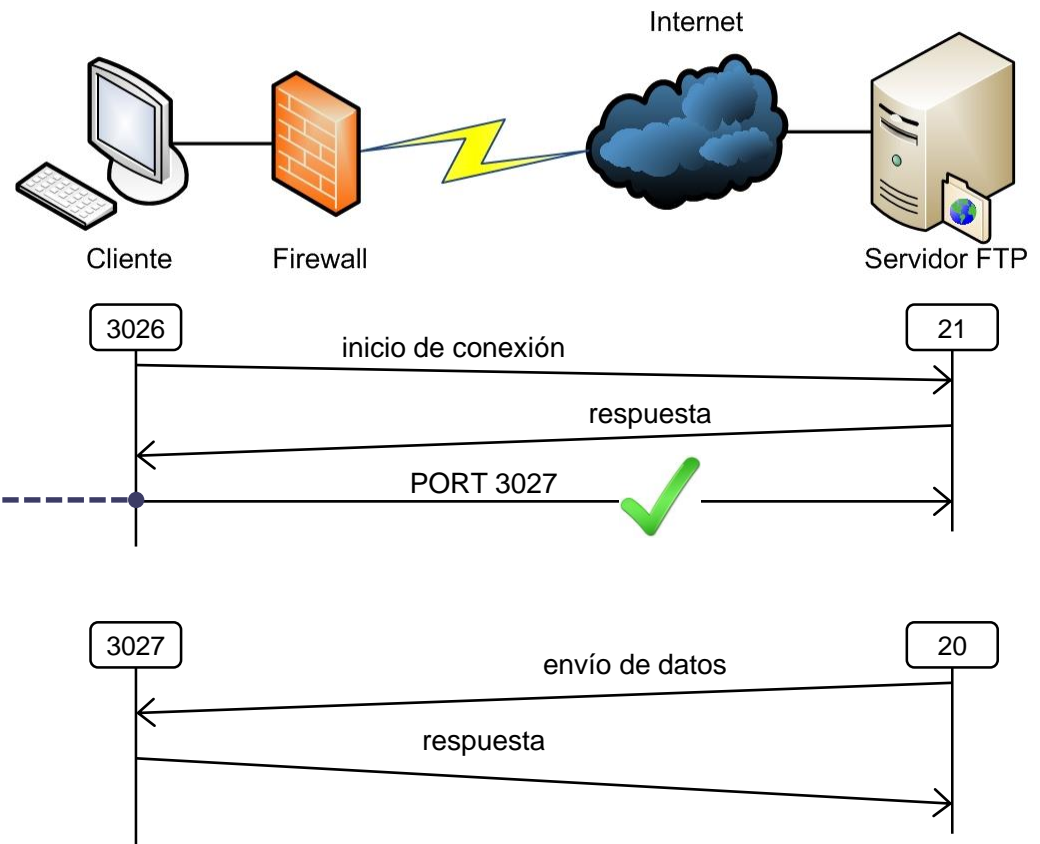 Internet
Cliente
Firewall
Servidor FTP
3026
21
inicio de conexión
respuesta
PORT 3027
3027
20
envío de datos
respuesta